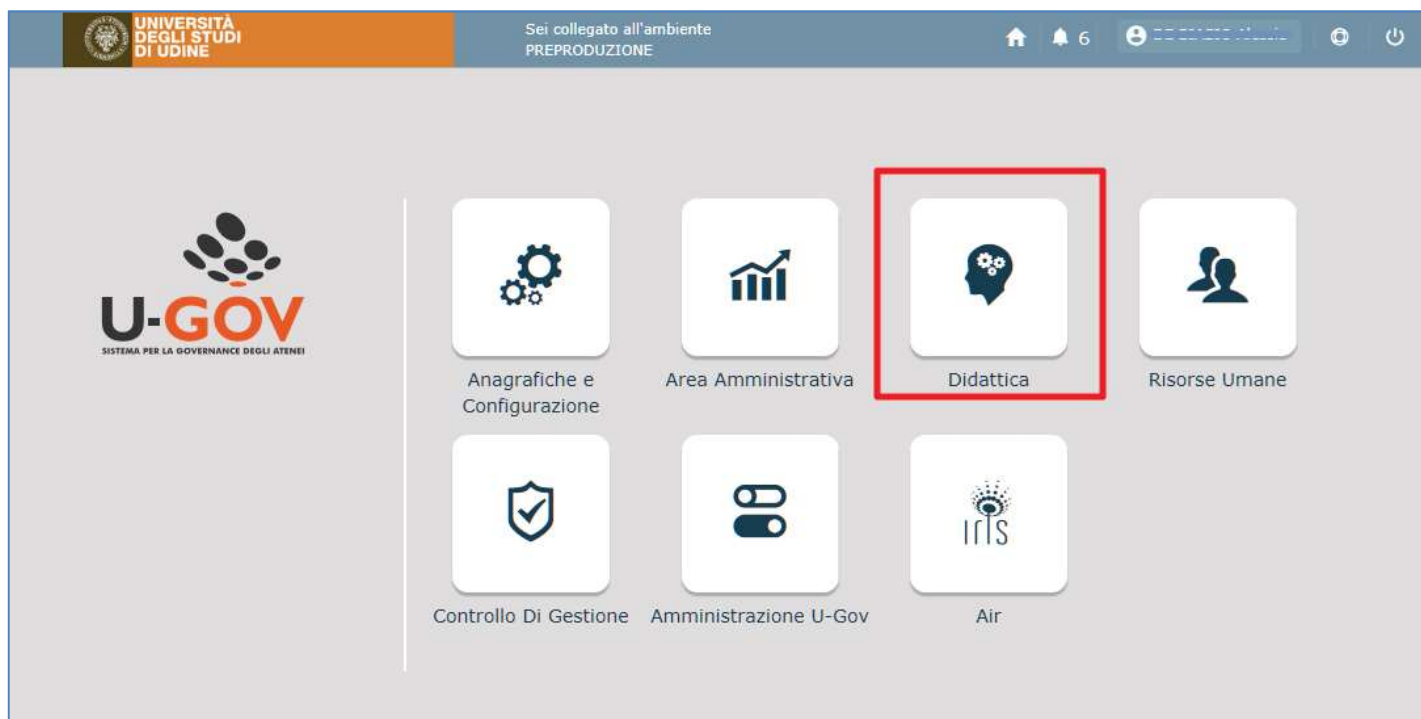 UNIVERSITÀ
DEGLI STUDI
DI UDINE
Sei collegato all'ambiente
PREPRODUZIONE
6
U-GOV
SISTEMA PER LA GOVERNANCE DEGLI ATENEI
Anagrafiche e
Configurazione
Area Amministrativa
Didattica
Risorse Umane
Controllo Di Gestione
Amministrazione U-Gov
IRIS
Air